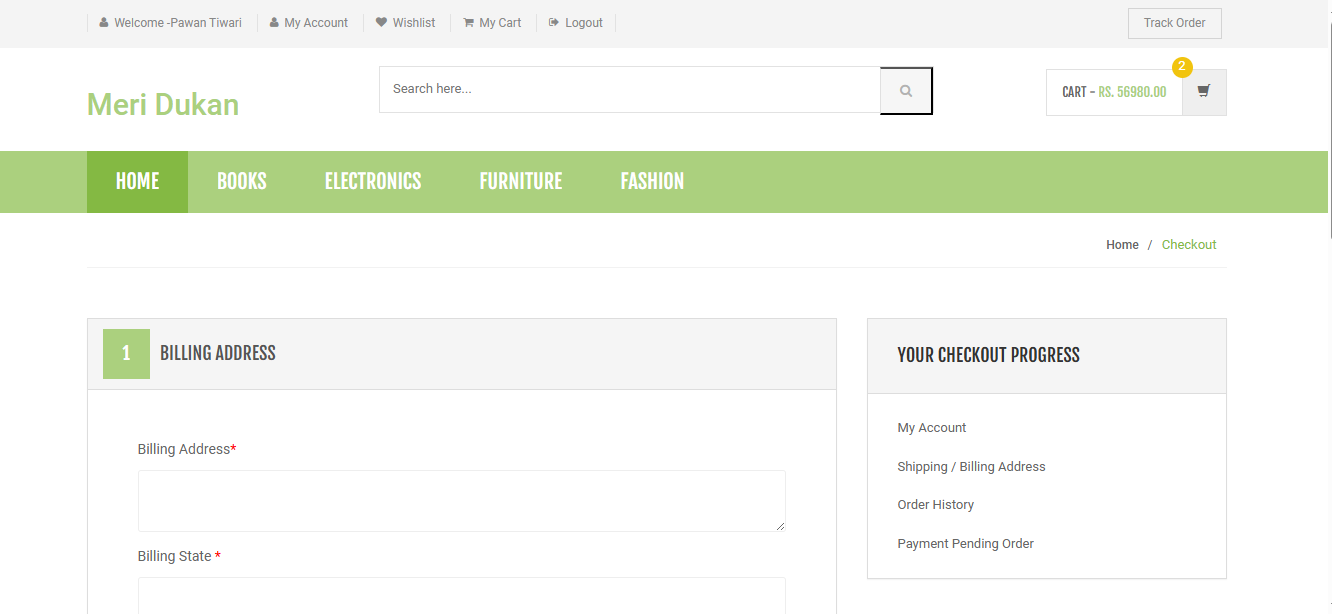 Welcome -Pawan Tiwari My Account Wishlist My Cart Logout Track Order
2
Meri Dukan Search here... CART - RS. 56980.00
HOME BOOKS ELECTRONICS FURNITURE FASHION
Home / Checkout
1 BILLING ADDRESS
Billing Address*
Billing State *
YOUR CHECKOUT PROGRESS
My Account
Shipping / Billing Address
Order History
Payment Pending Order